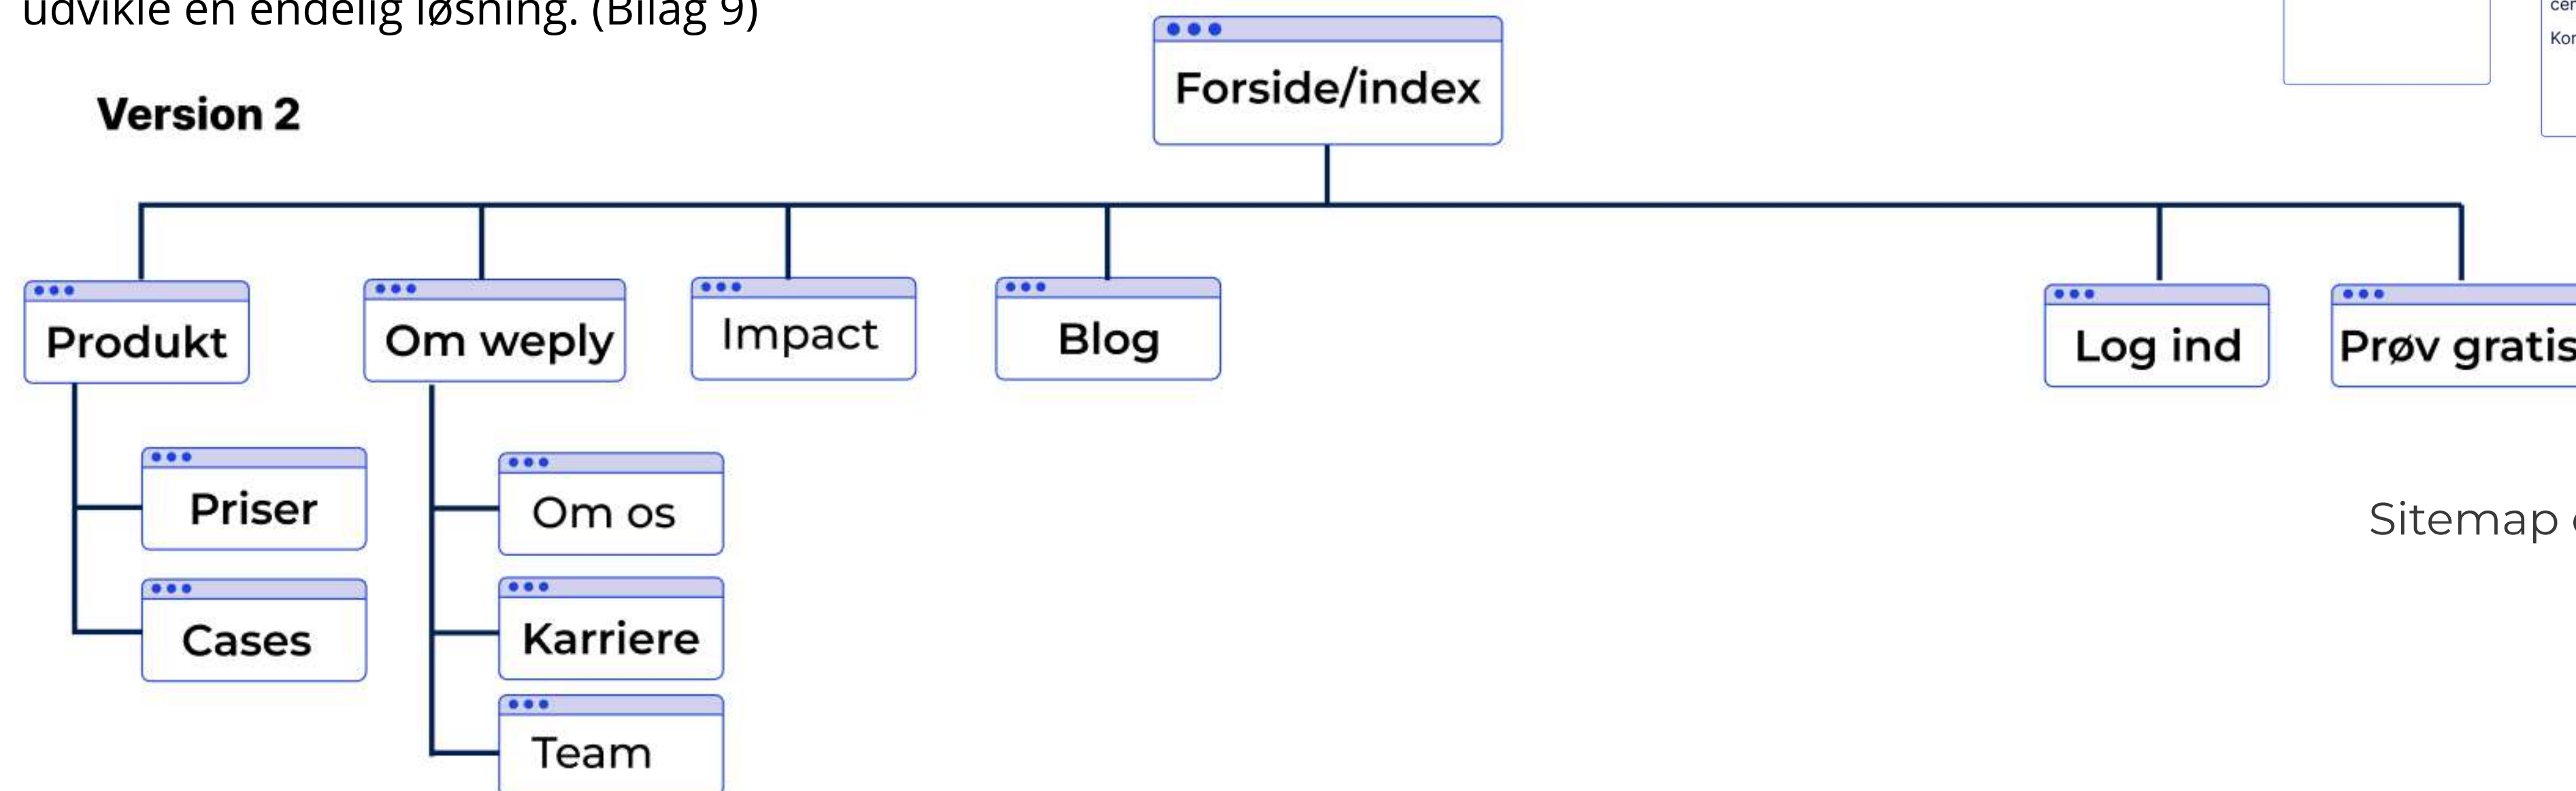 udvikle en endelig løsning. (Bilag 9)
Version 2
Forside/index
Produkt
Om weply
Impact
Blog
Log ind
Prøv gratis
Priser
Cases
Om os
Karriere
Team
Sitemap